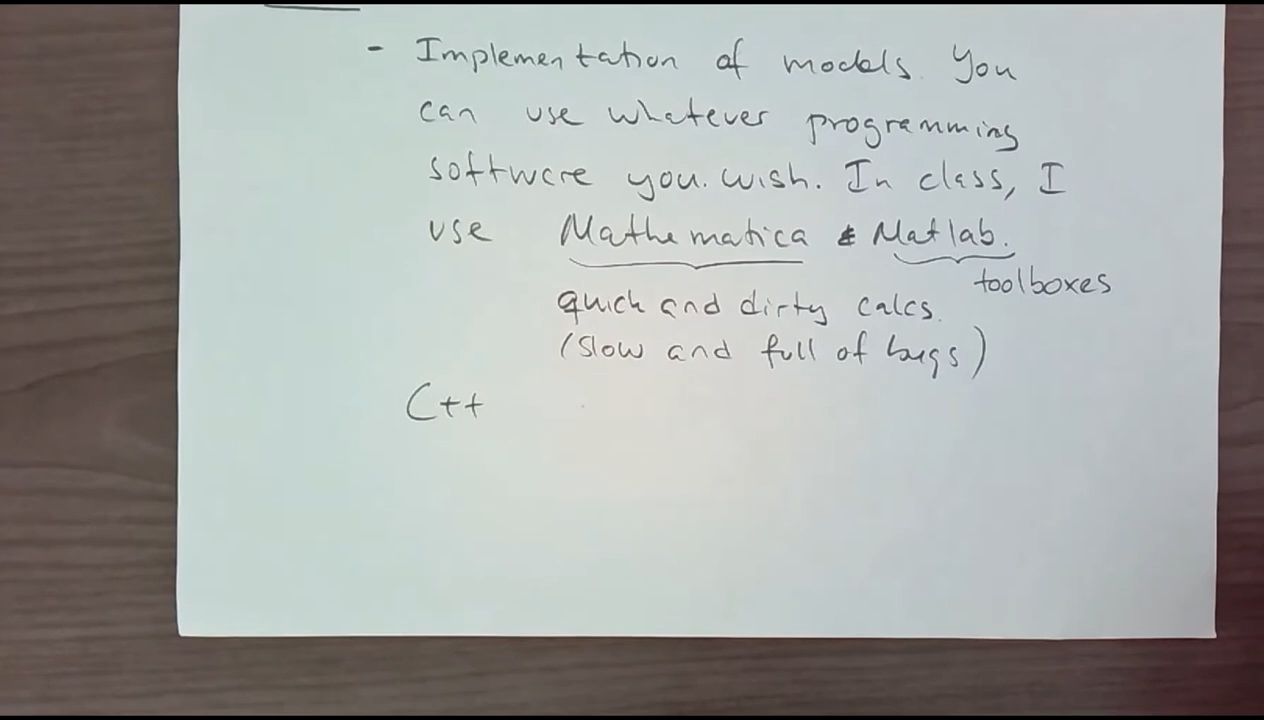 - Implementation of models. You
can use whatever programming
software you wish. In class, I
use Mathematica & Matlab.
toolboxes
quick and dirty calcs.
(slow and full of bugs)
C++